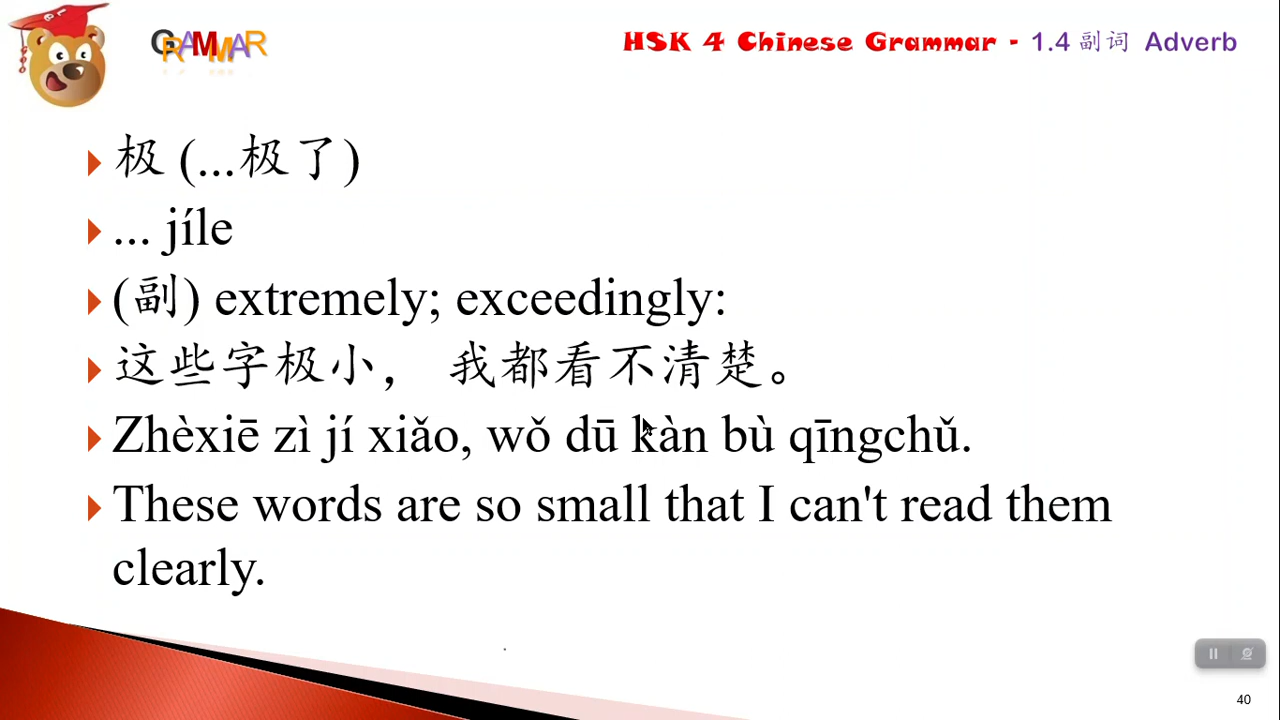 GRAMMAR
HSK 4 Chinese Grammar - 1.4 副词 Adverb
极 (...极了)
... jíle
(副) extremely; exceedingly:
这些字极小， 我都看不清楚。
Zhèxiē zì jí xiǎo, wǒ dū kàn bù qīngchǔ.
These words are so small that I can't read them
clearly.
40